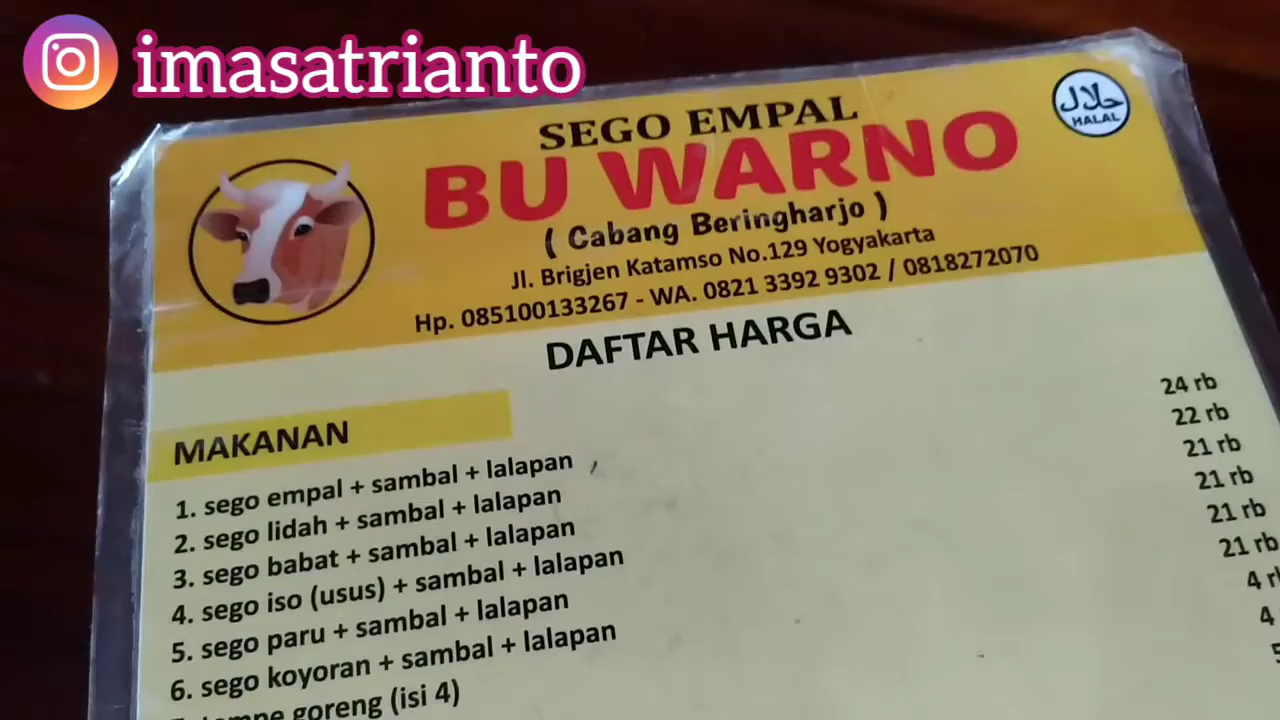 imasatrianto
SEGO EMPAL
BU WARNO
( Cabang Beringharjo )
Jl. Brigjen Katamso No.129 Yogyakarta
Hp. 085100133267 - WA. 0821 3392 9302 / 0818272070
حلال
HALAL
DAFTAR HARGA
MAKANAN
1. sego empal + sambal + lalapan 24 rb
2. sego lidah + sambal + lalapan 22 rb
3. sego babat + sambal + lalapan 21 rb
4. sego iso (usus) + sambal + lalapan 21 rb
5. sego paru + sambal + lalapan 21 rb
6. sego koyoran + sambal + lalapan 21 rb
goreng (isi 4) 4
4